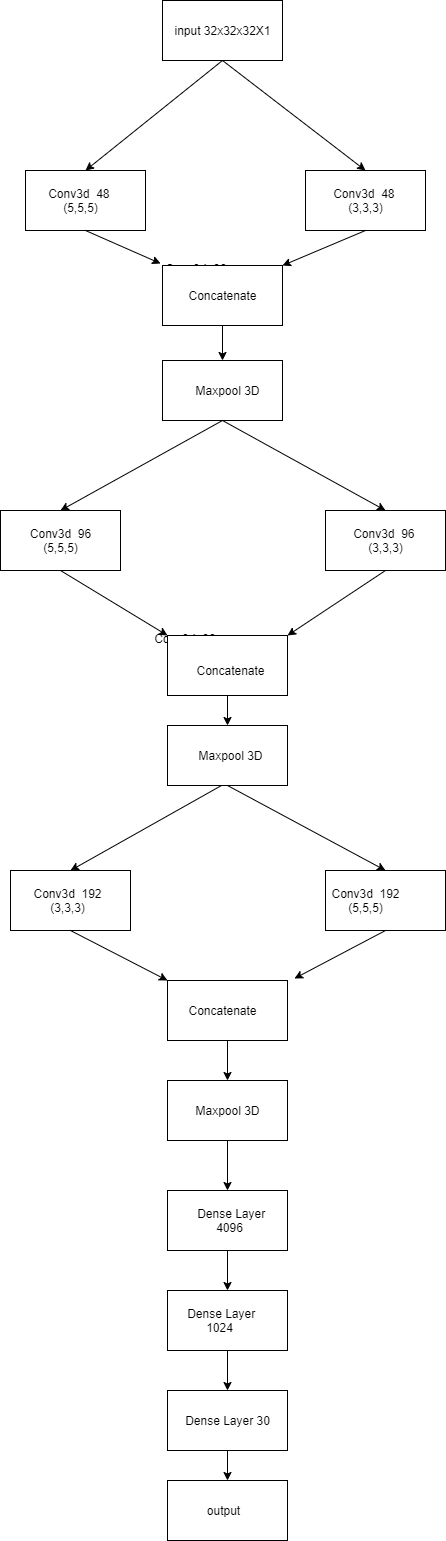 input 32x32x32X1
Conv3d 48
(5,5,5)
Conv3d 48
(3,3,3)
Concatenate
Maxpool 3D
Conv3d 96
(5,5,5)
Conv3d 96
(3,3,3)
Concatenate
Maxpool 3D
Conv3d 192
(3,3,3)
Conv3d 192
(5,5,5)
Concatenate
Maxpool 3D
Dense Layer
4096
Dense Layer
1024
Dense Layer 30
output